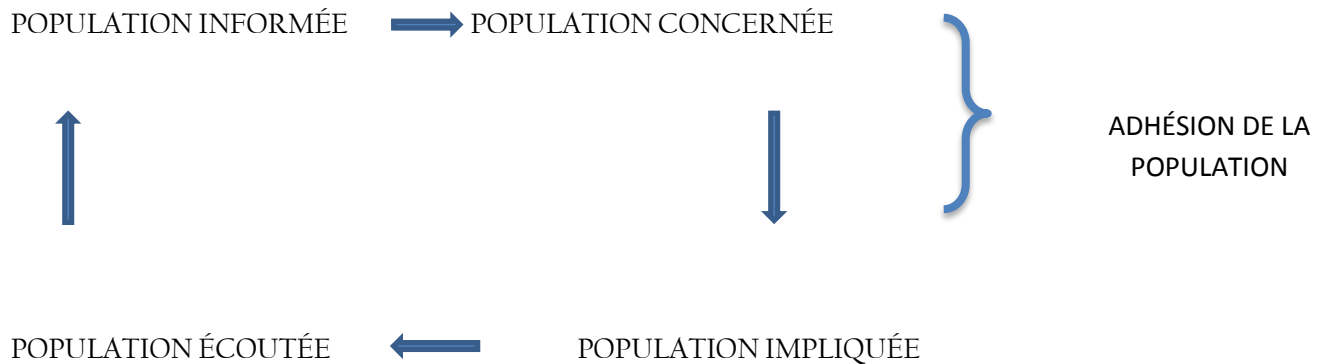 POPULATION INFORMÉE
POPULATION CONCERNÉE
ADHÉSION DE LA
POPULATION
POPULATION ÉCOUTÉE
POPULATION IMPLIQUÉE